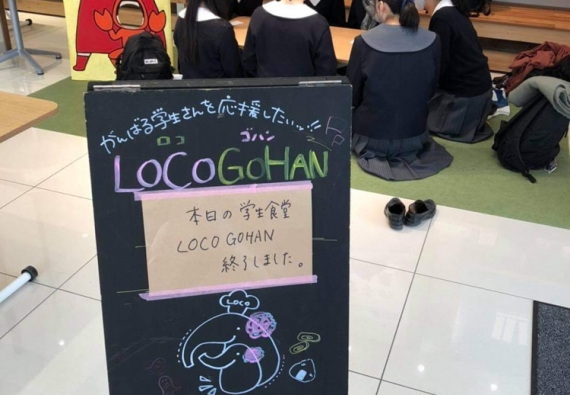 がんばる学生さんを応援したいッ!!
ロコ ゴハン
LOCOGOHAN
本日の学生食堂
LOCO GOHAN
終了しました。
LOCO